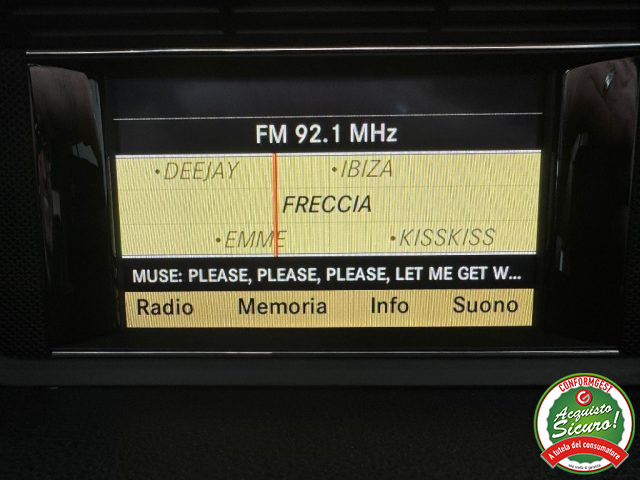 FM 92.1 MHz
•DEEJAY •IBIZA
FRECCIA
•EMME •KISSKISS
MUSE: PLEASE, PLEASE, PLEASE, LET ME GET W...
Radio Memoria Info Suono
CONFORMGEST
Acquisto
Sicuro!
A tutela del consumatore